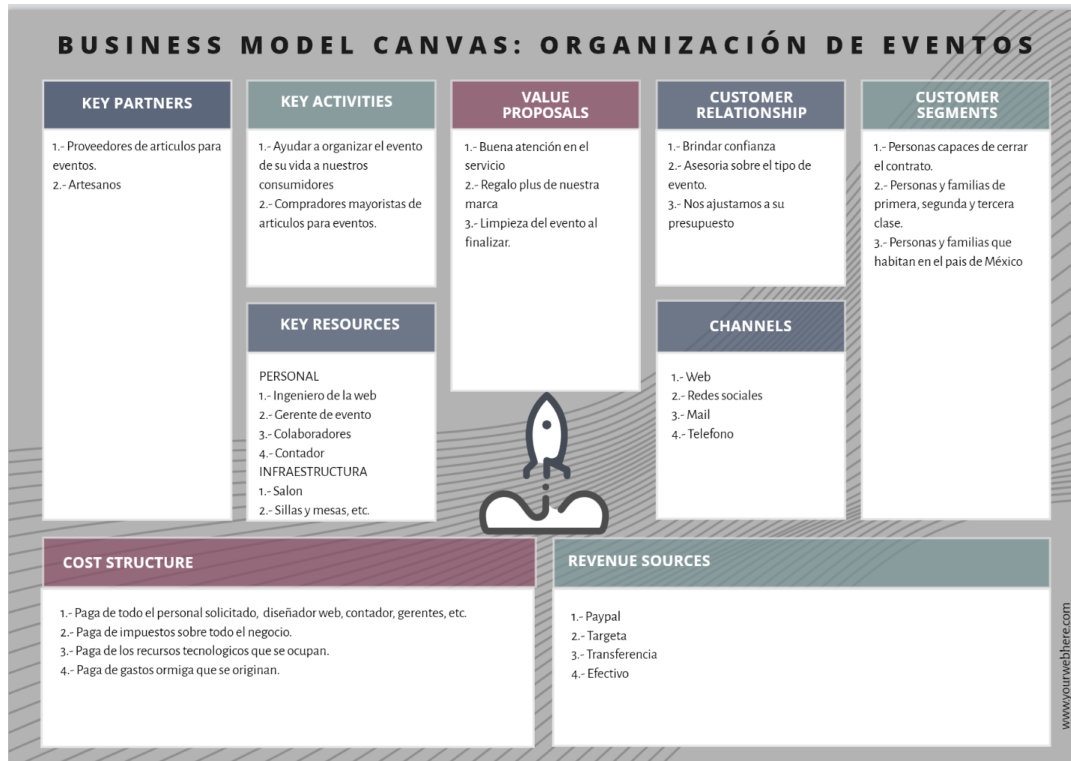 BUSINESS MODEL CANVAS: ORGANIZACIÓN DE EVENTOS
KEY PARTNERS
1.- Proveedores de articulos para
eventos.
2.- Artesanos
KEY ACTIVITIES
1.- Ayudar a organizar el evento
de su vida a nuestros
consumidores
2.- Compradores mayoristas de
articulos para eventos.
KEY RESOURCES
PERSONAL
1.- Ingeniero de la web
2.- Gerente de evento
3.- Colaboradores
4.- Contador
INFRAESTRUCTURA
1.- Salon
2.- Sillas y mesas, etc.
VALUE
PROPOSALS
1.- Buena atención en el
servicio
2.- Regalo plus de nuestra
marca
3.- Limpieza del evento al
finalizar.
CUSTOMER
RELATIONSHIP
1.- Brindar confianza
2.- Asesoria sobre el tipo de
evento.
3.- Nos ajustamos a su
presupuesto
CHANNELS
1.- Web
2.- Redes sociales
3.- Mail
4.- Telefono
CUSTOMER
SEGMENTS
1.- Personas capaces de cerrar
el contrato.
2.- Personas y familias de
primera, segunda y tercera
clase.
3.- Personas y familias que
habitan en el pais de México
COST STRUCTURE
1.- Paga de todo el personal solicitado, diseñador web, contador, gerentes, etc.
2.- Paga de impuestos sobre todo el negocio.
3.- Paga de los recursos tecnologicos que se ocupan.
4.- Paga de gastos ormiga que se originan.
REVENUE SOURCES
1.- Paypal
2.- Targeta
3.- Transferencia
4.- Efectivo
www.yourwebhere.com